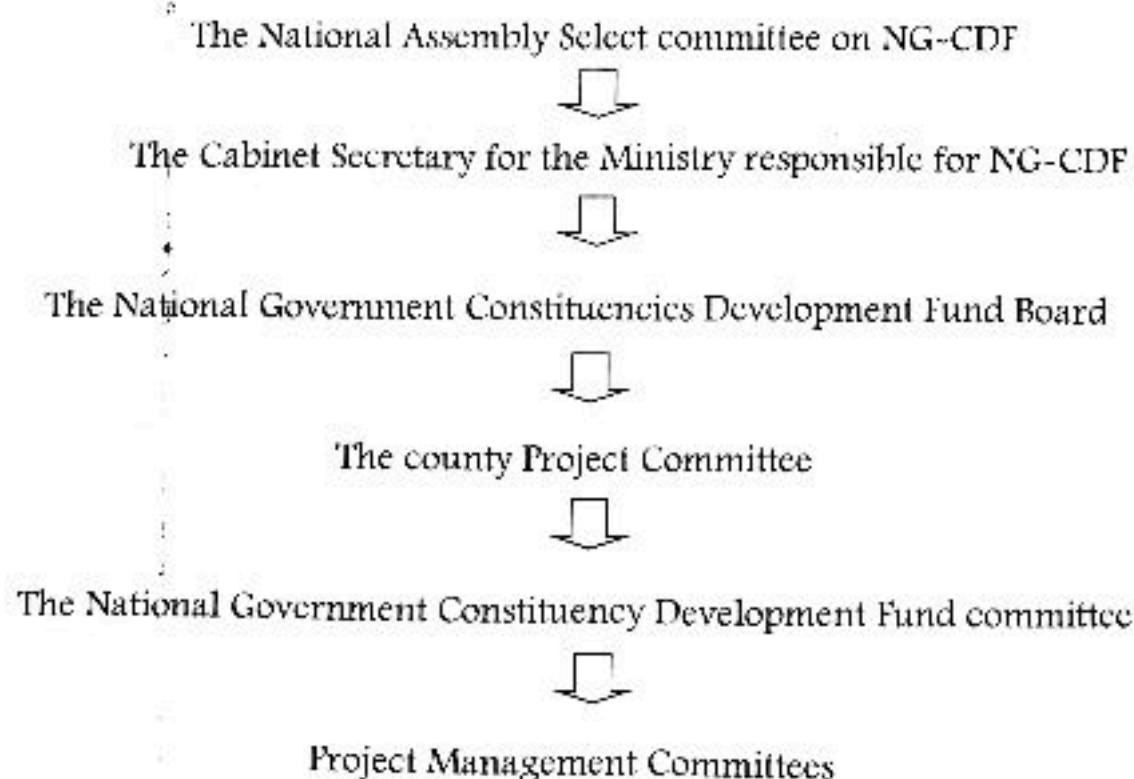 The National Assembly Select committee on NG-CDF
The Cabinet Secretary for the Ministry responsible for NG-CDF
The National Government Constituencies Development Fund Board
The county Project Committee
The National Government Constituency Development Fund committee
Project Management Committees